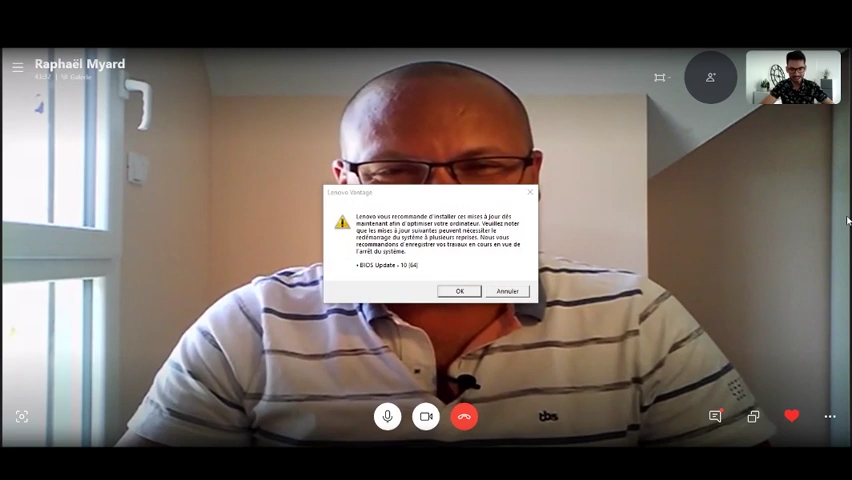 Raphaël Myard
Lenovo Vantage
Lenovo vous recommande d'installer ces mises à jour dès
maintenant afin d'optimiser votre ordinateur. Veuillez noter
que les mises à jour suivantes peuvent nécessiter le
redémarrage du système à plusieurs reprises. Nous vous
recommandons d'enregistrer vos travaux en cours en vue de
l'arrêt du système.
• BIOS Update - 10 [64]
OK
Annuler
tbs